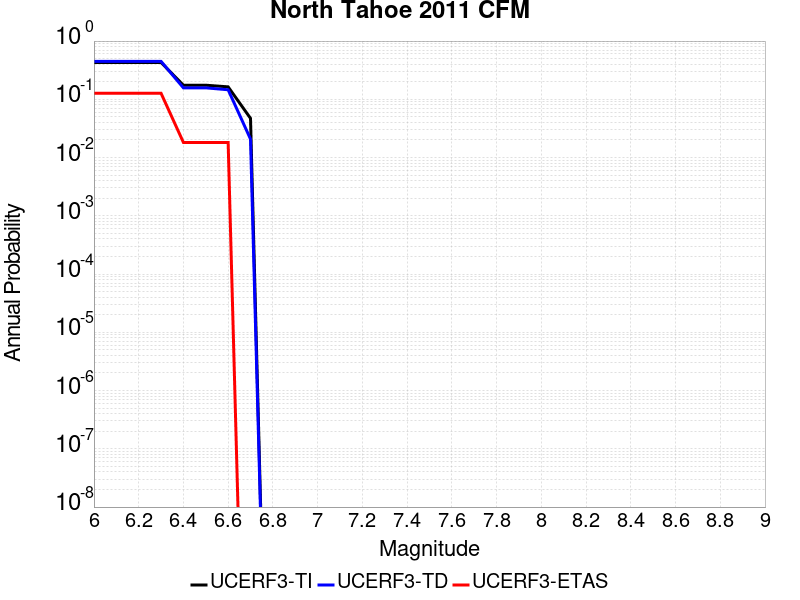 North Tahoe 2011 CFM
10^0
10^-1
10^-2
10^-3
10^-4
10^-5
10^-6
10^-7
10^-8
Annual Probability
6 6.2 6.4 6.6 6.8 7 7.2 7.4 7.6 7.8 8 8.2 8.4 8.6 8.8 9
Magnitude
UCERF3-TI UCERF3-TD UCERF3-ETAS